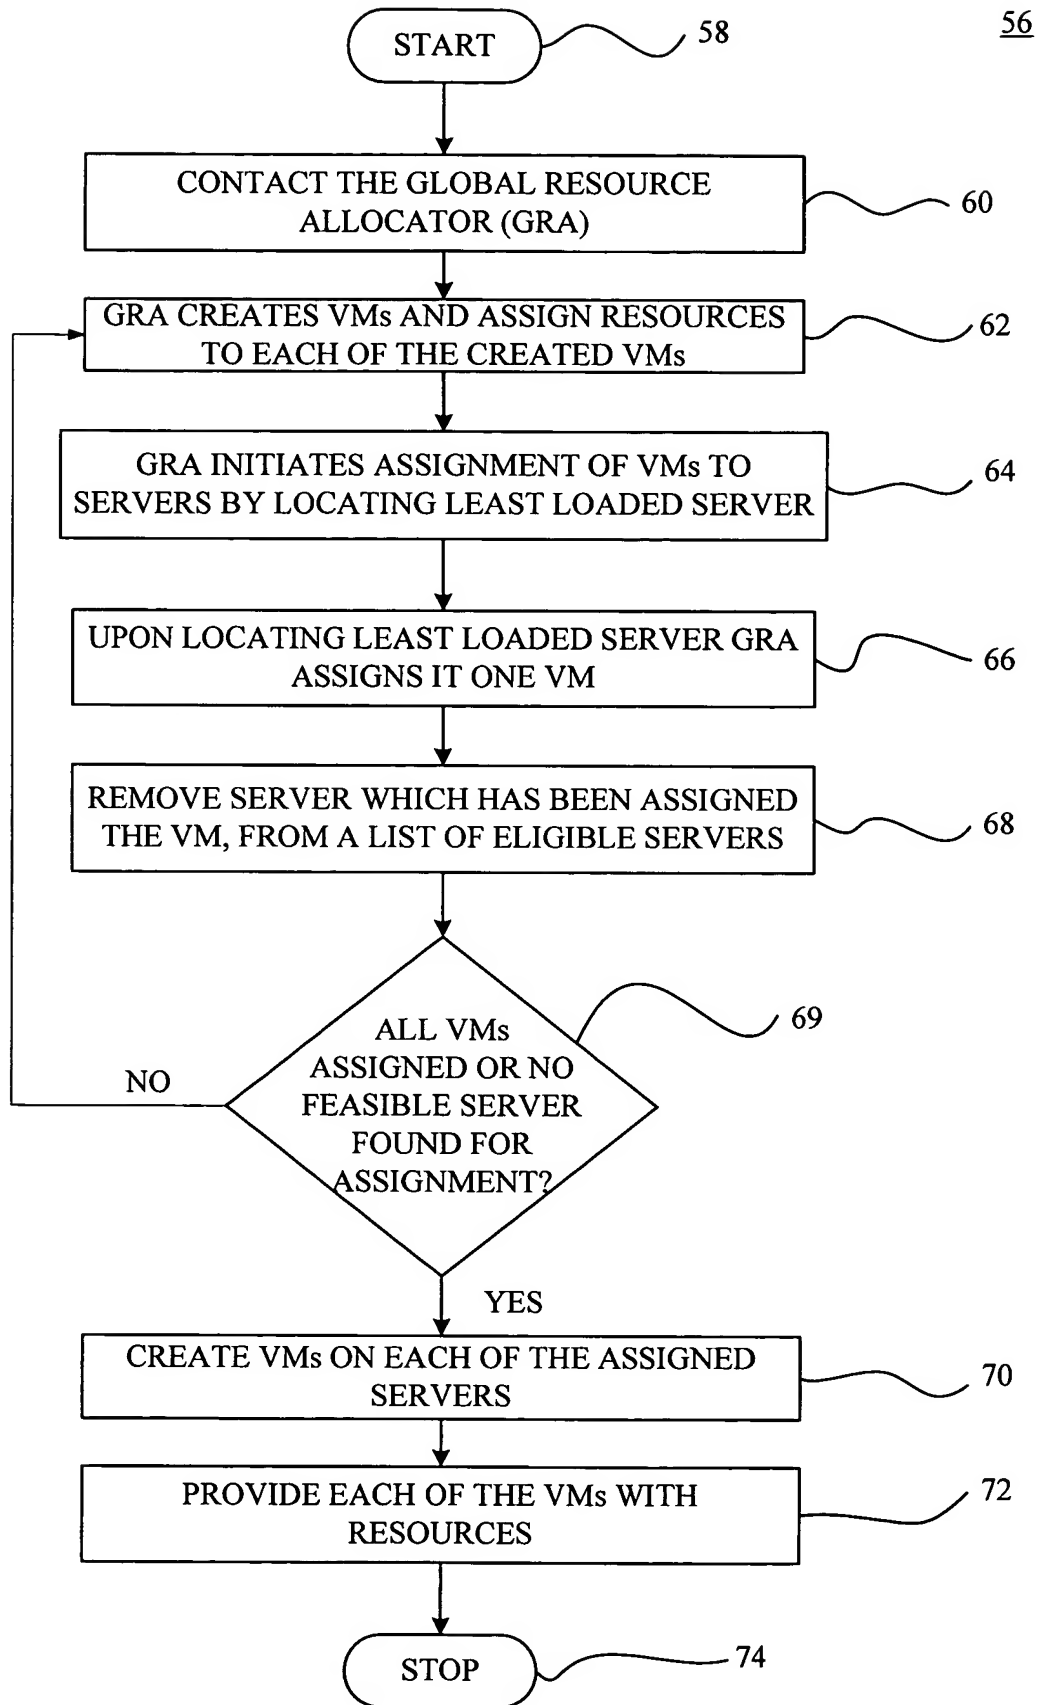 56
START
58
CONTACT THE GLOBAL RESOURCE
ALLOCATOR (GRA)
60
GRA CREATES VMs AND ASSIGN RESOURCES
TO EACH OF THE CREATED VMs
62
GRA INITIATES ASSIGNMENT OF VMs TO
SERVERS BY LOCATING LEAST LOADED SERVER
64
UPON LOCATING LEAST LOADED SERVER GRA
ASSIGNS IT ONE VM
66
REMOVE SERVER WHICH HAS BEEN ASSIGNED
THE VM, FROM A LIST OF ELIGIBLE SERVERS
68
ALL VMs
ASSIGNED OR NO
FEASIBLE SERVER
FOUND FOR
ASSIGNMENT?
69
NO
YES
CREATE VMs ON EACH OF THE ASSIGNED
SERVERS
70
PROVIDE EACH OF THE VMs WITH
RESOURCES
72
STOP
74